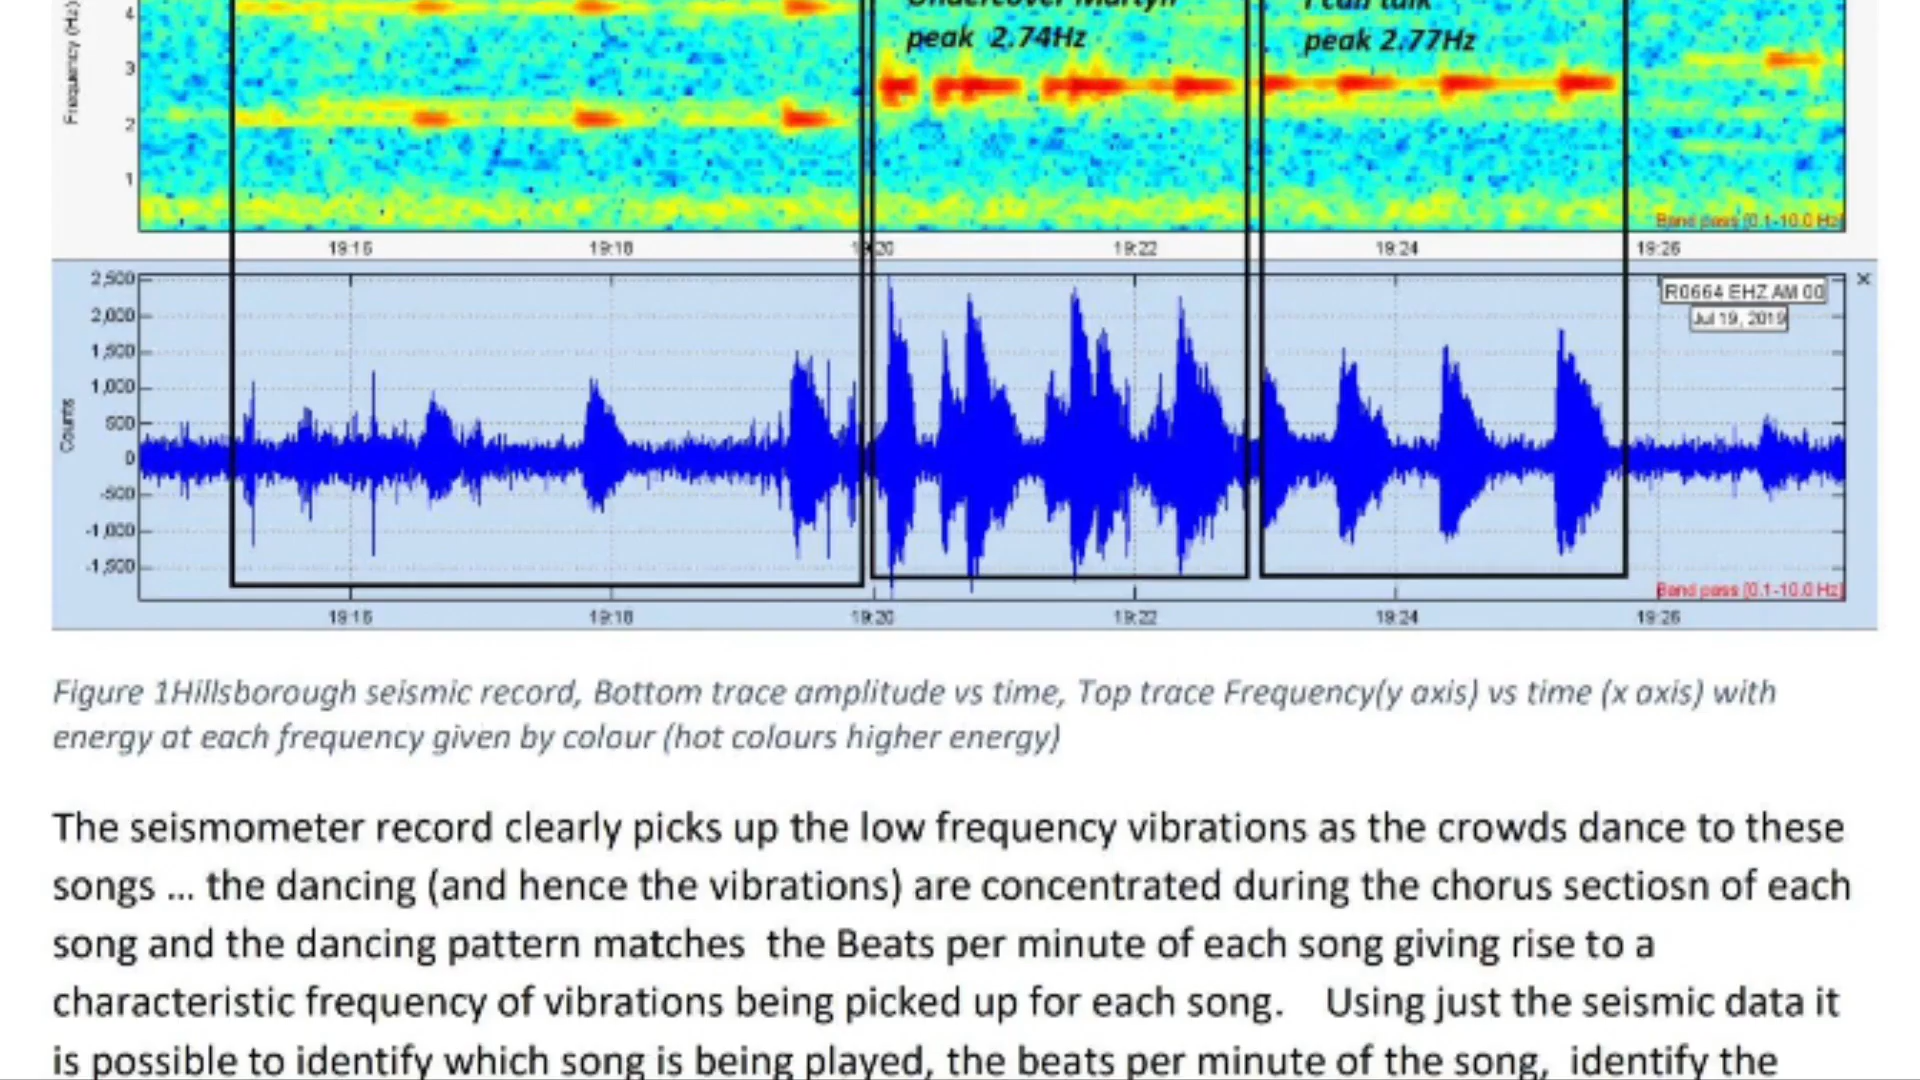 Undercover Martyn
I can talk
peak 2.74Hz
peak 2.77Hz
Frequency (Hz)
4
3
2
1
Band pass [0.1-10.0 Hz]
19:16 19:18 19:20 19:22 19:24 19:26
2,500
2,000
1,500
1,000
500
0
-500
-1,000
-1,500
Counts
R0664 EHZ AM 00
Jul 19, 2019
Band pass [0.1-10.0 Hz]
19:16 19:18 19:20 19:22 19:24 19:26
Figure 1Hillsborough seismic record, Bottom trace amplitude vs time, Top trace Frequency(y axis) vs time (x axis) with
energy at each frequency given by colour (hot colours higher energy)
The seismometer record clearly picks up the low frequency vibrations as the crowds dance to these
songs ... the dancing (and hence the vibrations) are concentrated during the chorus sectiosn of each
song and the dancing pattern matches the Beats per minute of each song giving rise to a
characteristic frequency of vibrations being picked up for each song. Using just the seismic data it
is possible to identify which song is being played, the beats per minute of the song, identify the